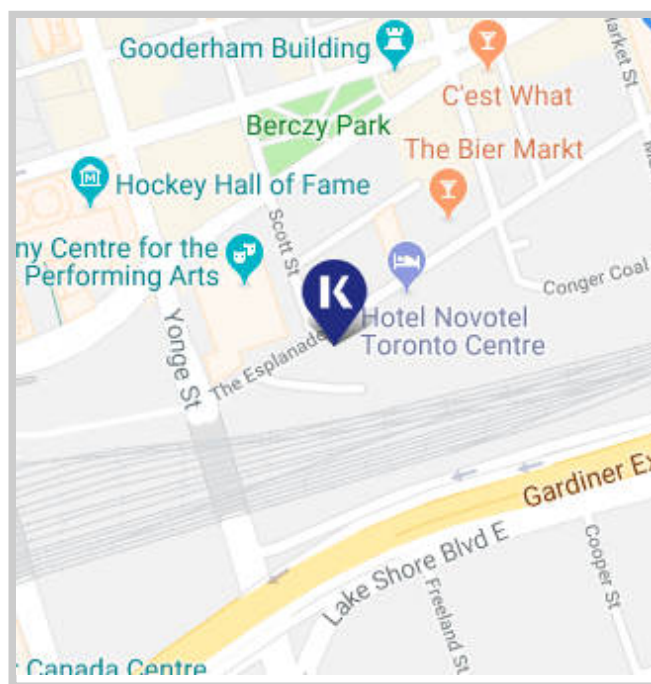 Gooderham Building
C'est What
Market St
Berczy Park
The Bier Markt
Hockey Hall of Fame
Scott St
ny Centre for the
Performing Arts
Conger Coal
K
Hotel Novotel
Toronto Centre
The Esplanade
Yonge St
Gardiner Ex
Lake Shore Blvd E
Cooper St
Freeland St
Canada Centre